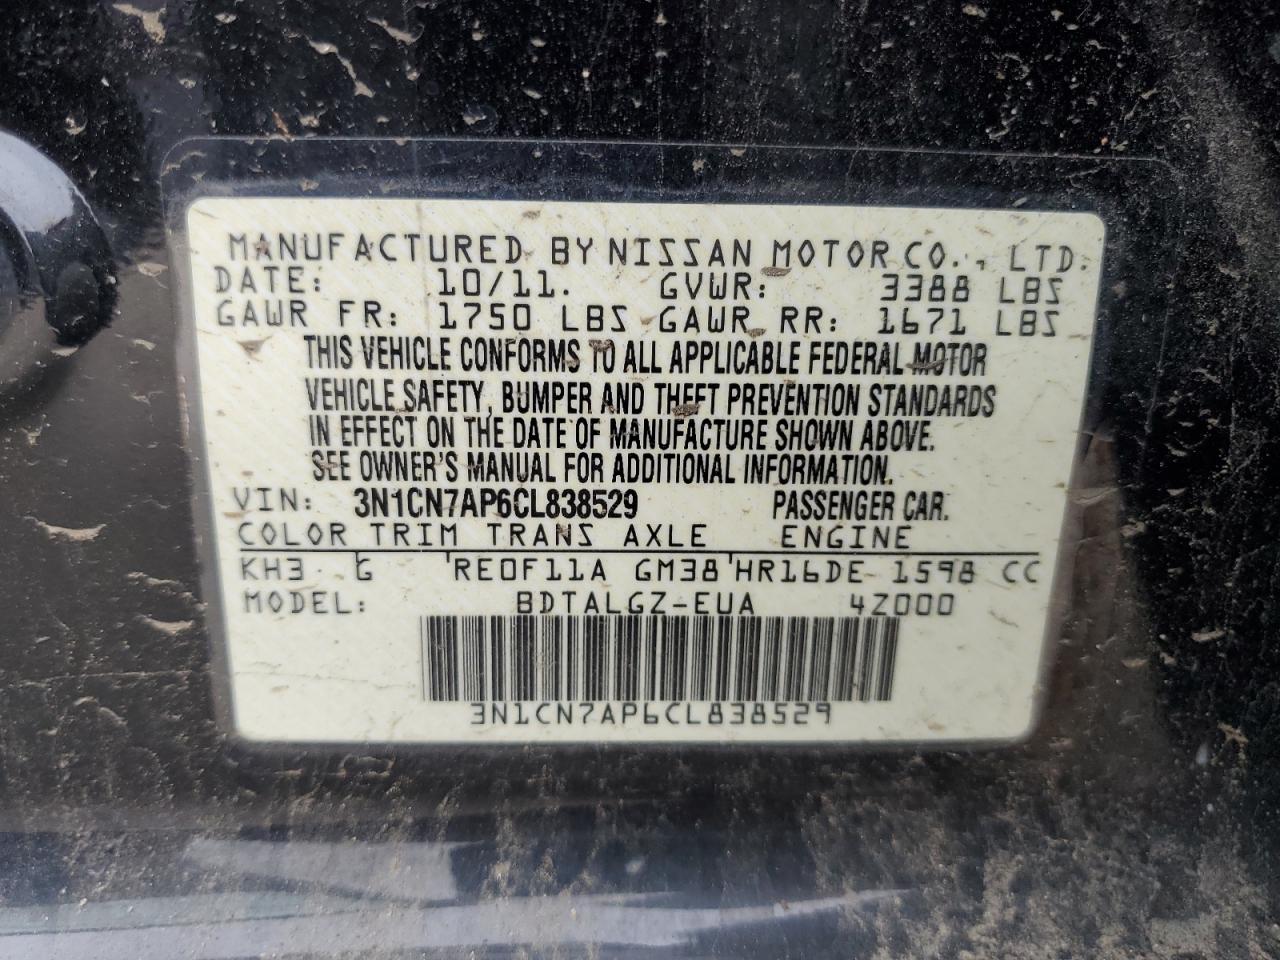 MANUFACTURED BY NISSAN MOTOR CO., LTD.
DATE: 10/11. GVWR: 3388 LBS
GAWR FR: 1750 LBS GAWR RR: 1671 LBS
THIS VEHICLE CONFORMS TO ALL APPLICABLE FEDERAL MOTOR
VEHICLE SAFETY, BUMPER AND THEFT PREVENTION STANDARDS
IN EFFECT ON THE DATE OF MANUFACTURE SHOWN ABOVE.
SEE OWNER'S MANUAL FOR ADDITIONAL INFORMATION.
VIN: 3N1CN7AP6CL838529 PASSENGER CAR.
COLOR TRIM TRANS AXLE ENGINE
KH3 G RE0F11A GM38 HR16DE 1598 CC
MODEL: BDTALGZ-EUA 4Z000
3N1CN7AP6CL838529